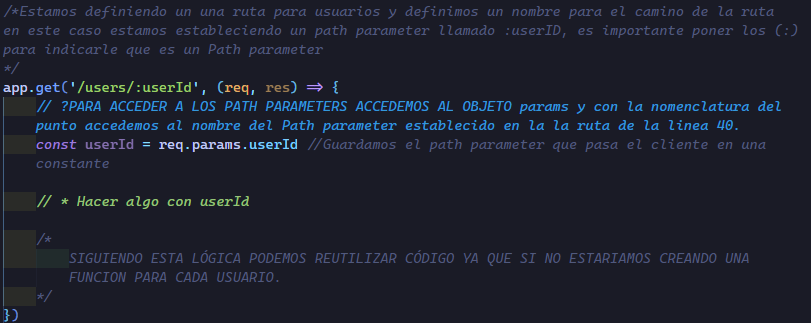 /*Estamos definiendo un una ruta para usuarios y definimos un nombre para el camino de la ruta
en este caso estamos estableciendo un path parameter llamado :userID, es importante poner los (:)
para indicarle que es un Path parameter
*/
app.get('/users/:userId', (req, res) => {
// ?PARA ACCEDER A LOS PATH PARAMETERS ACCEDEMOS AL OBJETO params y con la nomenclatura del
punto accedemos al nombre del Path parameter establecido en la la ruta de la linea 40.
const userId = req.params.userId //Guardamos el path parameter que pasa el cliente en una
constante
// * Hacer algo con userId
/*
SIGUIENDO ESTA LÓGICA PODEMOS REUTILIZAR CÓDIGO YA QUE SI NO ESTARIAMOS CREANDO UNA
FUNCION PARA CADA USUARIO.
*/
})